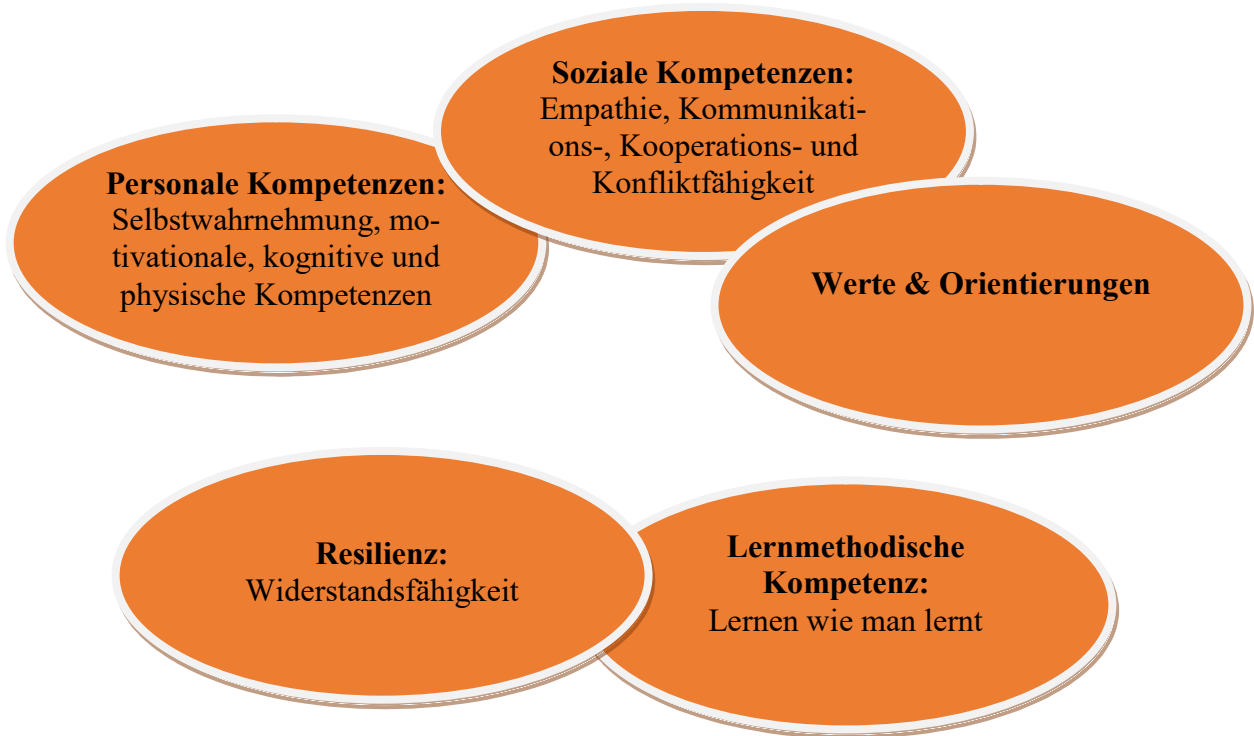 Soziale Kompetenzen:
Empathie, Kommunikati-
ons-, Kooperations- und
Konfliktfähigkeit
Personale Kompetenzen:
Selbstwahrnehmung, mo-
tivationale, kognitive und
physische Kompetenzen
Werte & Orientierungen
Resilienz:
Widerstandsfähigkeit
Lernmethodische
Kompetenz:
Lernen wie man lernt